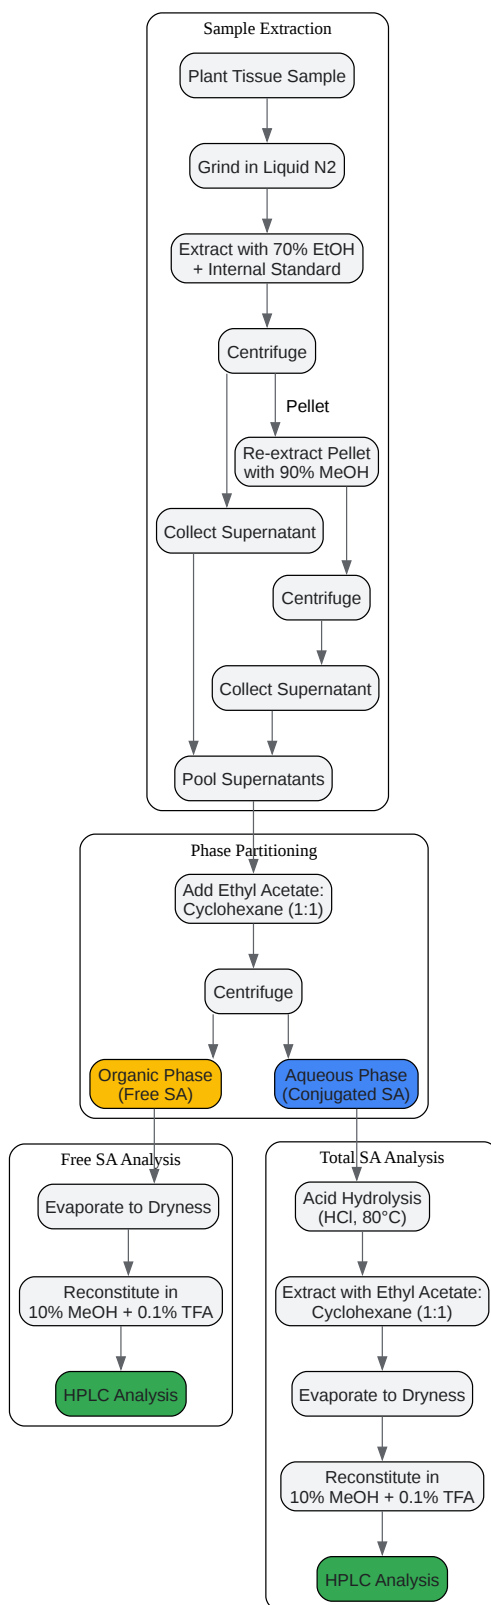 Sample Extraction
Plant Tissue Sample
Grind in Liquid N2
Extract with 70% EtOH
+ Internal Standard
Centrifuge
Pellet
Re-extract Pellet
with 90% MeOH
Collect Supernatant
Centrifuge
Collect Supernatant
Pool Supernatants
Phase Partitioning
Add Ethyl Acetate:
Cyclohexane (1:1)
Centrifuge
Organic Phase
(Free SA)
Aqueous Phase
(Conjugated SA)
Free SA Analysis
Evaporate to Dryness
Reconstitute in
10% MeOH + 0.1% TFA
HPLC Analysis
Total SA Analysis
Acid Hydrolysis
(HCl, 80°C)
Extract with Ethyl Acetate:
Cyclohexane (1:1)
Evaporate to Dryness
Reconstitute in
10% MeOH + 0.1% TFA
HPLC Analysis